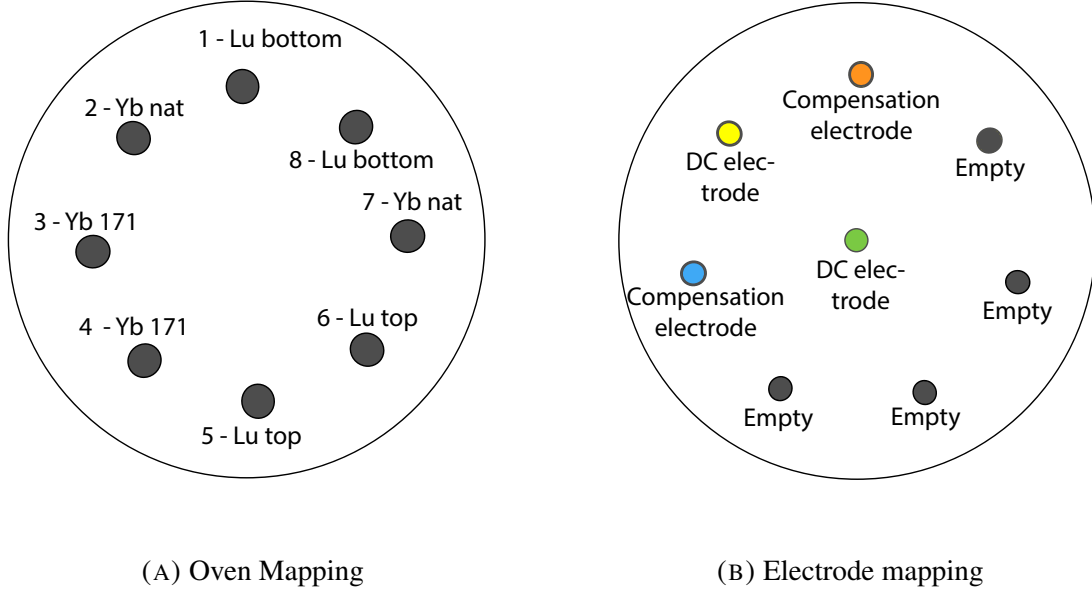 1 - Lu bottom
2 - Yb nat
8 - Lu bottom
7 - Yb nat
3 - Yb 171
6 - Lu top
4 - Yb 171
5 - Lu top
(A) Oven Mapping
Compensation
electrode
DC elec-
trode
Empty
DC elec-
trode
Compensation
electrode
Empty
Empty
Empty
(B) Electrode mapping